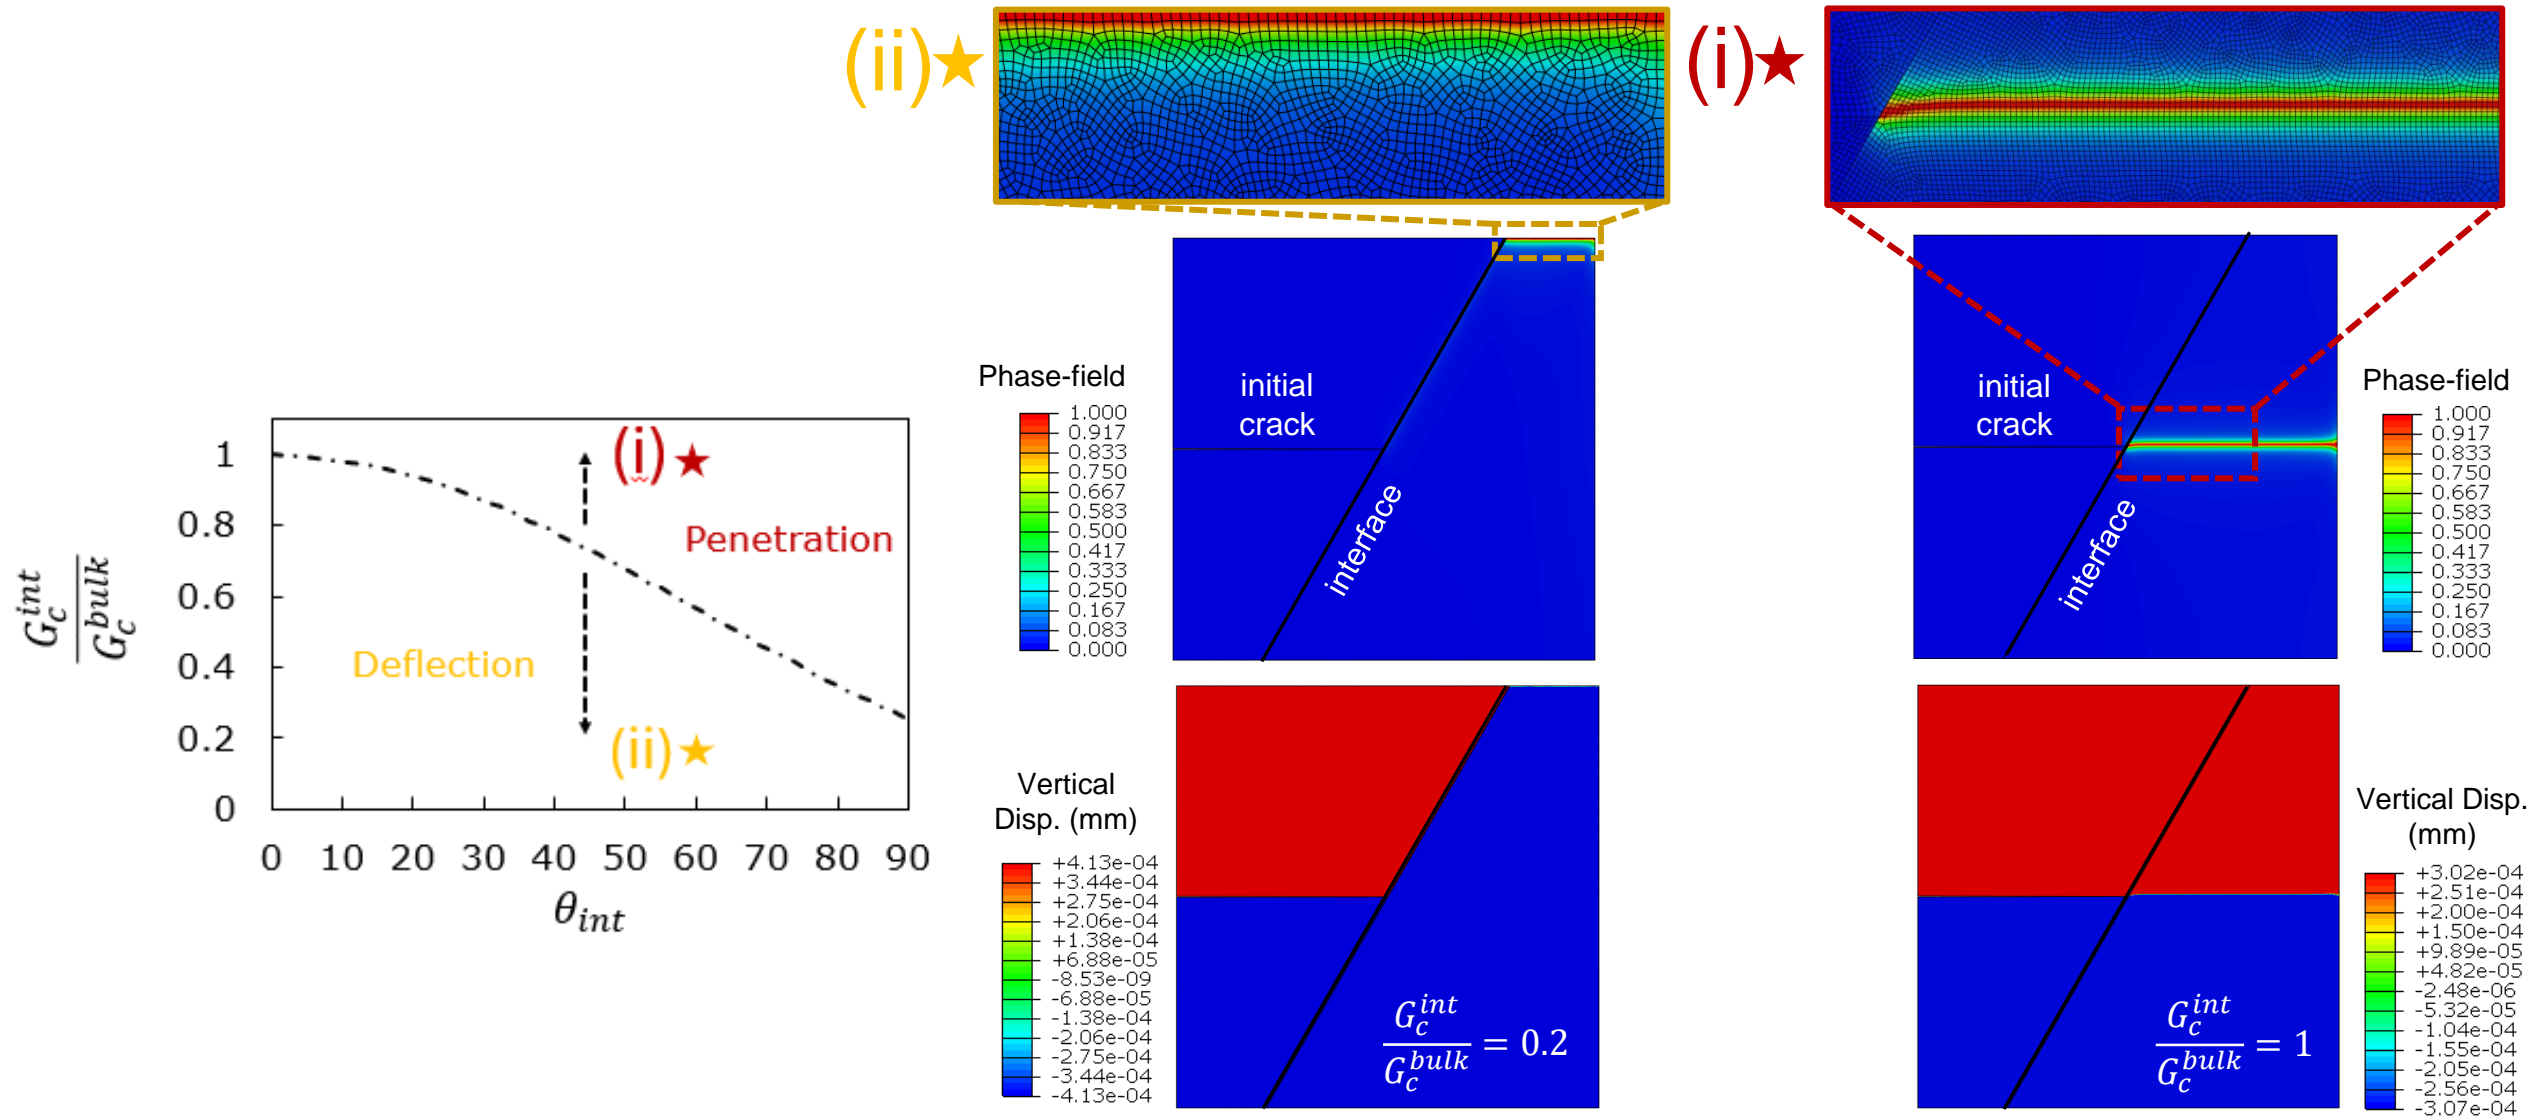 (ii)★
(i)★
G_c^int / G_c^bulk
1
0.8
0.6
0.4
0.2
0
0 10 20 30 40 50 60 70 80 90
θ_int
(i)★
Penetration
Deflection
(ii)★
Phase-field
1.000
0.917
0.833
0.750
0.667
0.583
0.500
0.417
0.333
0.250
0.167
0.083
0.000
initial
crack
interface
initial
crack
interface
Phase-field
1.000
0.917
0.833
0.750
0.667
0.583
0.500
0.417
0.333
0.250
0.167
0.083
0.000
Vertical
Disp. (mm)
+4.13e-04
+3.44e-04
+2.75e-04
+2.06e-04
+1.38e-04
+6.88e-05
-8.53e-09
-6.88e-05
-1.38e-04
-2.06e-04
-2.75e-04
-3.44e-04
-4.13e-04
G_c^int / G_c^bulk = 0.2
G_c^int / G_c^bulk = 1
Vertical Disp.
(mm)
+3.02e-04
+2.51e-04
+2.00e-04
+1.50e-04
+9.89e-05
+4.82e-05
-2.48e-06
-5.32e-05
-1.04e-04
-1.55e-04
-2.05e-04
-2.56e-04
-3.07e-04